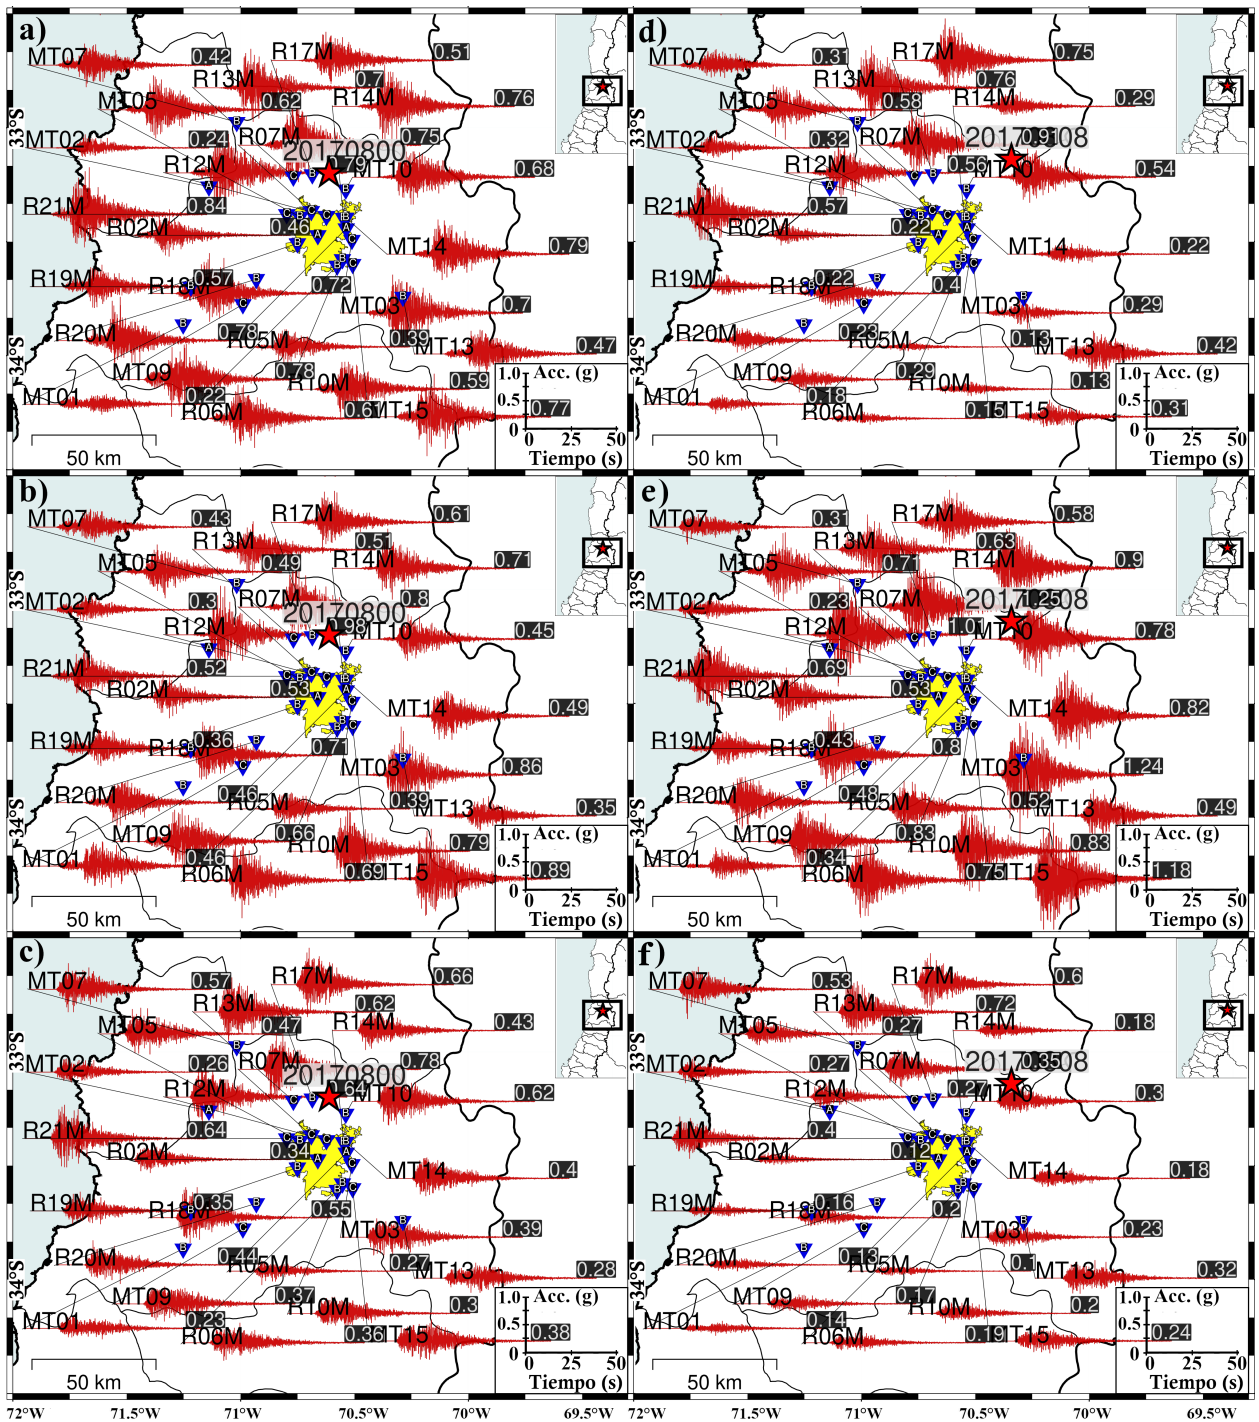 a)
MT07
0.42
R17M
0.51
R13M
0.7
MT05
0.62
R14M
0.76
33°S
MT02
0.24
R07M
0.75
20170800
R12M
0.79
MT10
0.68
A
B
C
R21M
0.84
R02M
0.46
MT14
0.79
R19M
0.57
0.72
MT03
0.7
R20M
0.78
R05M
0.39
MT13
0.47
34°S
MT09
0.78
R10M
0.59
MT01
0.22
R06M
0.77
1.0
Acc. (g)
0.5
0
0 25 50
Tiempo (s)
50 km
d)
MT07
0.31
R17M
0.75
R13M
0.76
MT05
0.58
R14M
0.29
MT02
0.32
R07M
R12M
0.56
0.54
R21M
0.57
R02M
0.22
MT14
0.22
R19M
0.22
0.4
MT03
0.29
R20M
0.23
R05M
0.13
MT13
0.42
MT09
0.29
R10M
0.13
MT01
0.18
R06M
0.15
0.31
1.0
Acc. (g)
0.5
0
0 25 50
Tiempo (s)
50 km
b)
MT07
0.43
R17M
0.61
R13M
0.51
MT05
0.49
R14M
0.71
33°S
MT02
0.3
R07M
0.8
20170800
R12M
MT10
0.45
R21M
0.52
R02M
0.53
MT14
0.49
R19M
0.36
0.71
MT03
0.86
R20M
0.46
R05M
0.39
MT13
0.35
34°S
MT09
0.66
R10M
0.79
MT01
0.46
R06M
0.69
0.89
1.0
Acc. (g)
0.5
0
0 25 50
Tiempo (s)
50 km
e)
MT07
0.31
R17M
0.58
R13M
0.63
MT05
0.71
R14M
0.9
MT02
0.23
R07M
R12M
0.78
R21M
0.69
R02M
0.53
MT14
0.82
R19M
0.43
0.8
MT03
1.24
R20M
0.48
R05M
0.52
MT13
0.49
MT09
0.83
R10M
0.83
MT01
0.34
R06M
0.75
1.18
1.0
Acc. (g)
0.5
0
0 25 50
Tiempo (s)
50 km
c)
MT07
0.57
R17M
0.66
R13M
0.62
MT05
0.47
R14M
0.43
33°S
MT02
0.26
R07M
0.78
20170800
R12M
MT10
0.62
R21M
0.64
R02M
0.34
MT14
0.4
R19M
0.35
0.55
MT03
0.39
R20M
0.44
R05M
0.27
MT13
0.28
34°S
MT09
0.37
R10M
0.3
MT01
0.23
R06M
0.36
0.38
1.0
Acc. (g)
0.5
0
0 25 50
Tiempo (s)
50 km
f)
MT07
0.53
R17M
0.6
R13M
0.72
MT05
0.27
R14M
0.18
MT02
0.27
R07M
R12M
0.3
R21M
0.4
R02M
0.12
MT14
0.18
R19M
0.16
0.2
MT03
0.23
R20M
0.13
R05M
0.1
MT13
0.32
MT09
R10M
0.2
MT01
0.14
R06M
0.19
0.24
1.0
Acc. (g)
0.5
0
0 25 50
Tiempo (s)
50 km
72°W 71.5°W 71°W 70.5°W 70°W 69.5°W
71.5°W 71°W 70.5°W 70°W 69.5°W